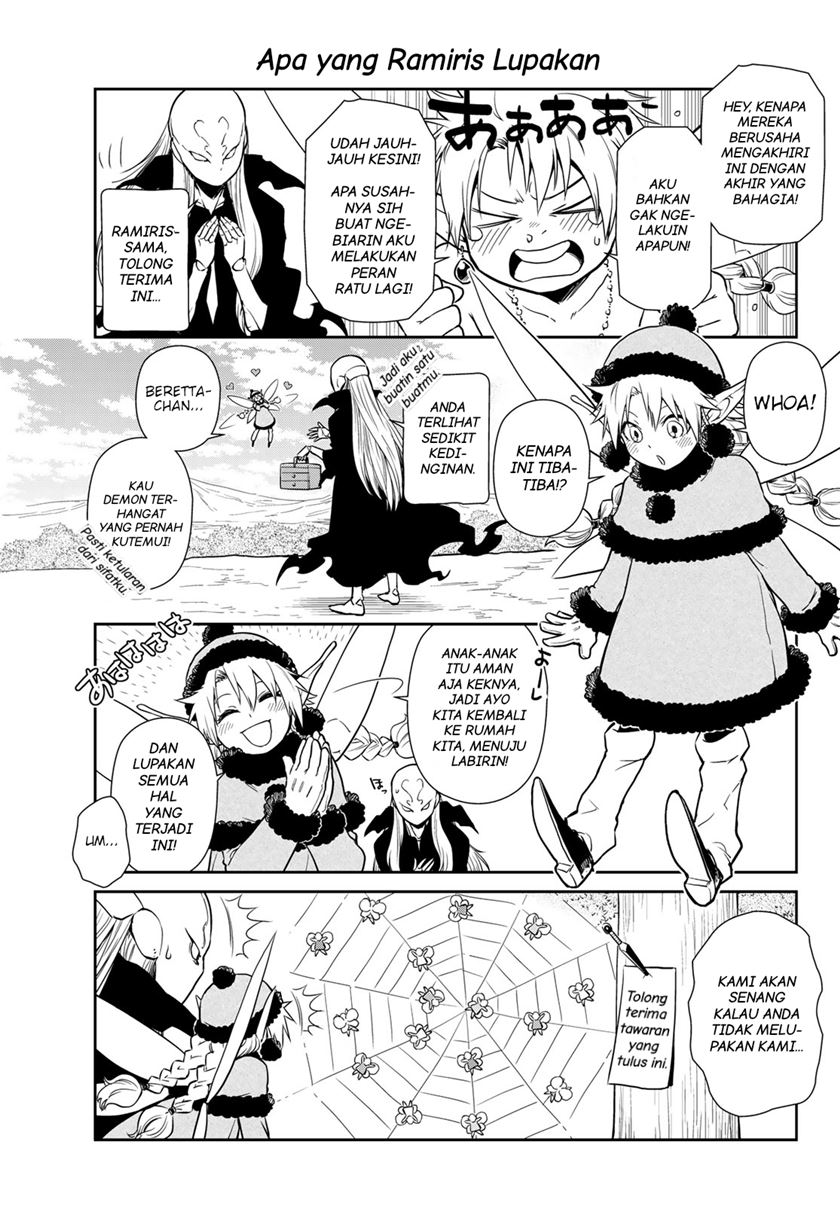 Apa yang Ramiris Lupakan
HEY, KENAPA
MEREKA
BERUSAHA
MENGAKHIRI
INI DENGAN
AKHIR YANG
BAHAGIA!
AKU
BAHKAN
GAK NGE-
LAKUIN
APAPUN!
ああぁあぁ
UDAH JAUH-
JAUH KESINI!
APA SUSAH-
NYA SIH
BUAT NGE-
BIARIN AKU
MELAKUKAN
PERAN
RATU LAGI!
RAMIRIS-
SAMA,
TOLONG
TERIMA
INI...
WHOA!
KENAPA
INI TIBA-
TIBA!?
ANDA
TERLIHAT
SEDIKIT
KEDI-
NGINAN.
Jadi aku
buatin satu
buatmu.
BERETTA-
CHAN...
KAU
DEMON TER-
HANGAT
YANG PERNAH
KUTEMUI!
Pasti ketularan
dari sifatku.
ANAK-ANAK
ITU AMAN
AJA KEKNYA,
JADI AYO
KITA KEMBALI
KE RUMAH
KITA, MENUJU
LABIRIN!
よーし
あはははは
ほっ
DAN
LUPAKAN
SEMUA
HAL
YANG
TERJADI
INI!
UM...
KAMI AKAN
SENANG
KALAU ANDA
TIDAK MELU-
PAKAN KAMI...
Tolong
terima
tawaran
yang
tulus ini.